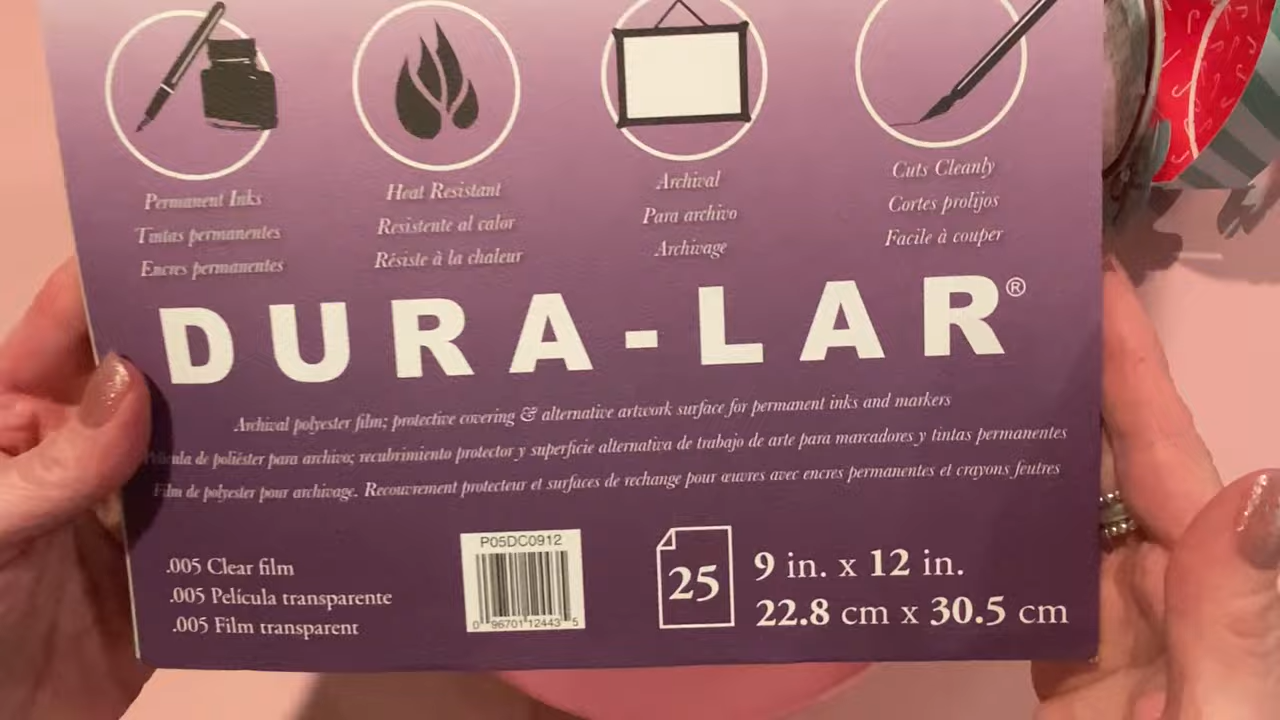 Permanent Inks
Tintas permanentes
Encres permanentes
Heat Resistant
Resistente al calor
Résiste à la chaleur
Archival
Para archivo
Archivage
Cuts Cleanly
Cortes prolijos
Facile à couper
DURA-LAR®
Archival polyester film; protective covering & alternative artwork surface for permanent inks and markers
de poliéster para archivo; recubrimiento protector y superficie alternativa de trabajo de arte para marcadores y tintas permanentes
Film de polyester pour archivage. Recouvrement protecteur et surfaces de rechange pour œuvres avec encres permanentes et crayons feutres
.005 Clear film
.005 Película transparente
.005 Film transparent
P05DC0912
0 96701 12443 5
25
9 in. x 12 in.
22.8 cm x 30.5 cm